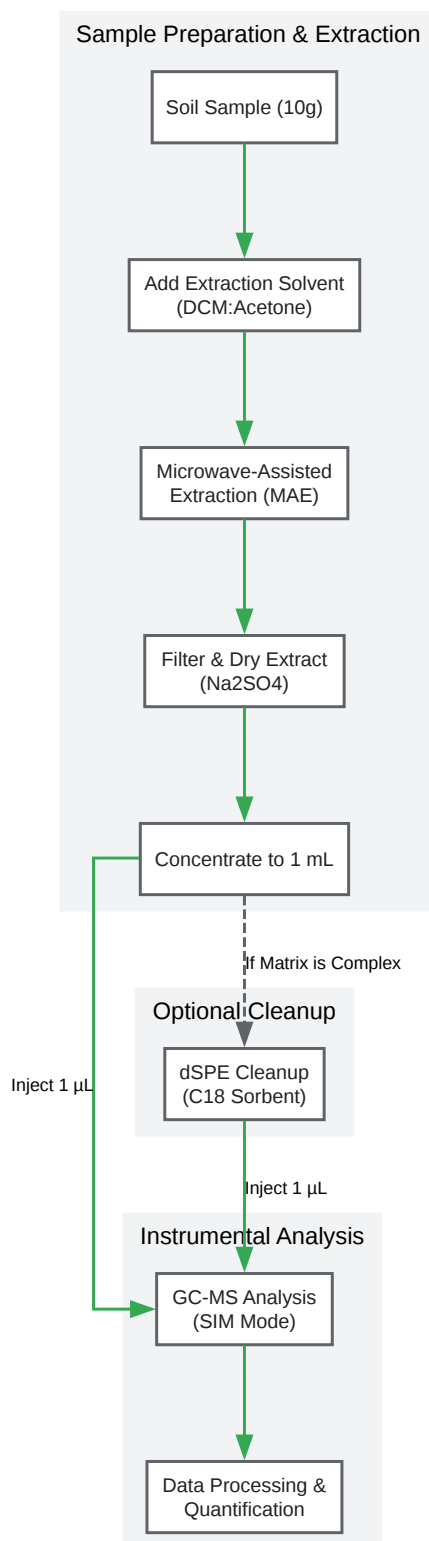 Sample Preparation & Extraction
Soil Sample (10g)
Add Extraction Solvent
(DCM:Acetone)
Microwave-Assisted
Extraction (MAE)
Filter & Dry Extract
(Na2SO4)
Concentrate to 1 mL
If Matrix is Complex
Optional Cleanup
dSPE Cleanup
(C18 Sorbent)
Inject 1 µL
Inject 1 µL
Instrumental Analysis
GC-MS Analysis
(SIM Mode)
Data Processing &
Quantification